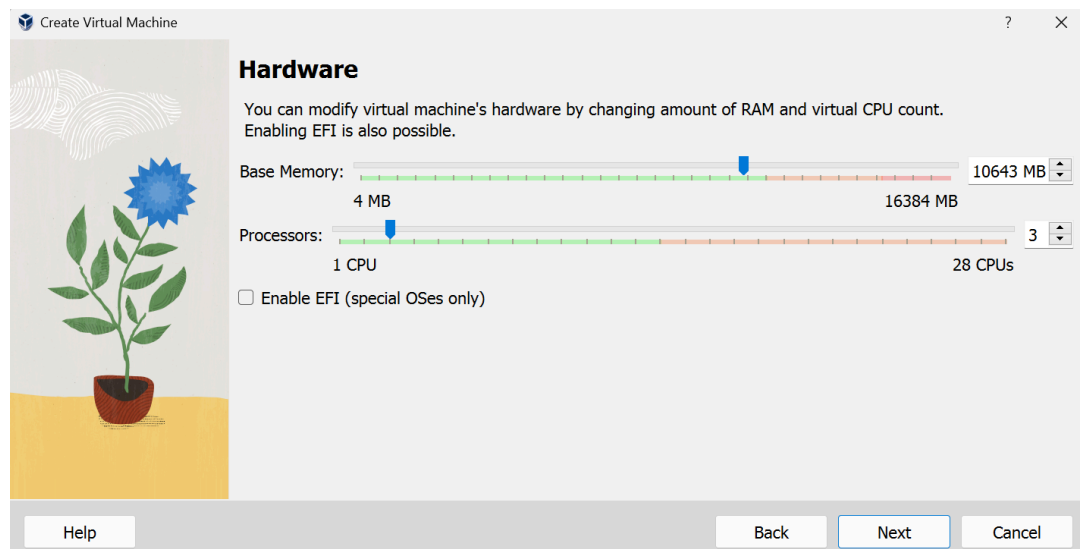 Create Virtual Machine
?
Hardware
You can modify virtual machine's hardware by changing amount of RAM and virtual CPU count.
Enabling EFI is also possible.
Base Memory: 10643 MB
4 MB 16384 MB
Processors: 3
1 CPU 28 CPUs
Enable EFI (special OSes only)
Help Back Next Cancel